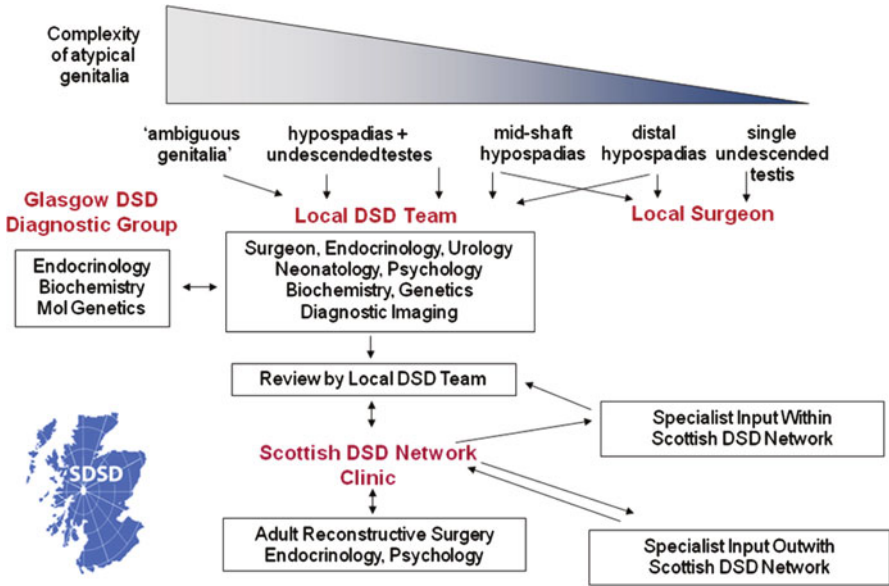 Complexity
of atypical
genitalia
‘ambiguous
genitalia’
hypospadias +
undescended testes
mid-shaft
hypospadias
distal
hypospadias
single
undescended
testis
Glasgow DSD
Diagnostic Group
Local DSD Team
Local Surgeon
Endocrinology
Biochemistry
Mol Genetics
Surgeon, Endocrinology, Urology
Neonatology, Psychology
Biochemistry, Genetics
Diagnostic Imaging
Review by Local DSD Team
Specialist Input Within
Scottish DSD Network
Scottish DSD Network
Clinic
SDSD
Adult Reconstructive Surgery
Endocrinology, Psychology
Specialist Input Outwith
Scottish DSD Network